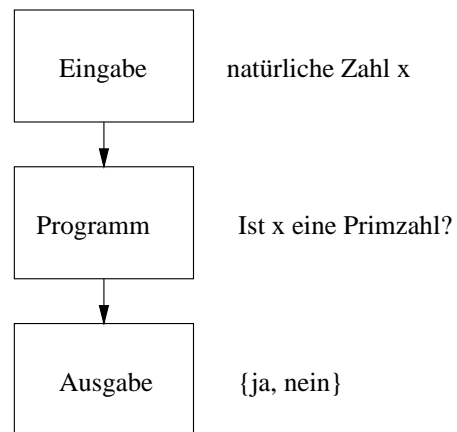 Eingabe natürliche Zahl x
Programm Ist x eine Primzahl?
Ausgabe {ja, nein}